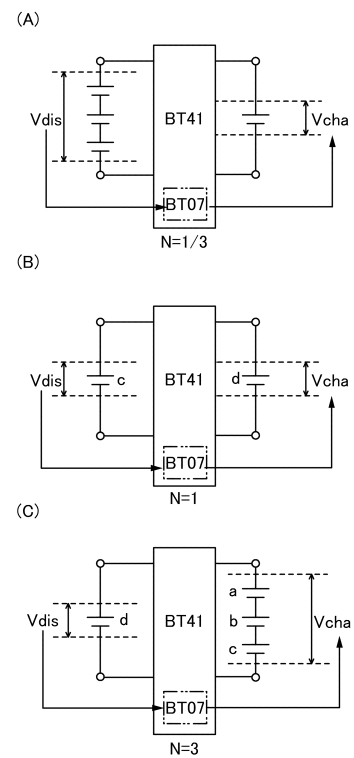 (A)
Vdis BT41 Vcha
BT07
N=1/3
(B)
Vdis c BT41 d Vcha
BT07
N=1
(C)
a
Vdis d BT41 b Vcha
c
BT07
N=3